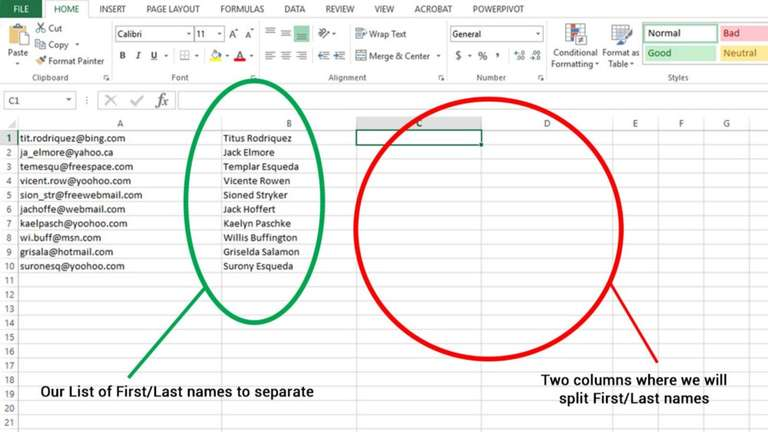 FILE HOME INSERT PAGE LAYOUT FORMULAS DATA REVIEW VIEW ACROBAT POWERPIVOT
Cut
Copy
Format Painter
Paste
Clipboard
Calibri 11
B I U
Font
Wrap Text
Merge & Center
Alignment
General
$ % ,
Number
Conditional
Formatting
Format as
Table
Normal Bad
Good Neutral
Styles
C1 fx
A B C D E F G
1 tit.rodriquez@bing.com Titus Rodriquez
2 ja_elmore@yahoo.ca Jack Elmore
3 temesqu@freespace.com Templar Esqueda
4 vicent.row@yoohoo.com Vicente Rowen
5 sion_str@freewebmail.com Sioned Stryker
6 jachoffe@webmail.com Jack Hoffert
7 kaelpasch@yoohoo.com Kaelyn Paschke
8 wi.buff@msn.com Willis Buffington
9 grisala@hotmail.com Griselda Salamon
10 suronesq@yoohoo.com Surony Esqueda
11
12
13
14
15
16
17
18
19
20
21
Our List of First/Last names to separate
Two columns where we will
split First/Last names